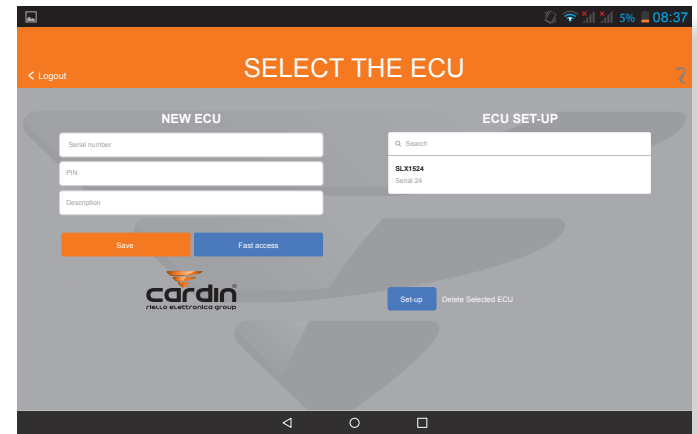 5% 08:37
< Logout
SELECT THE ECU
?
NEW ECU
Serial number
PIN
Description
Save
Fast access
cardin®
riello elettronica group
ECU SET-UP
Search
SLX1524
Serial 24
Set-up
Delete Selected ECU